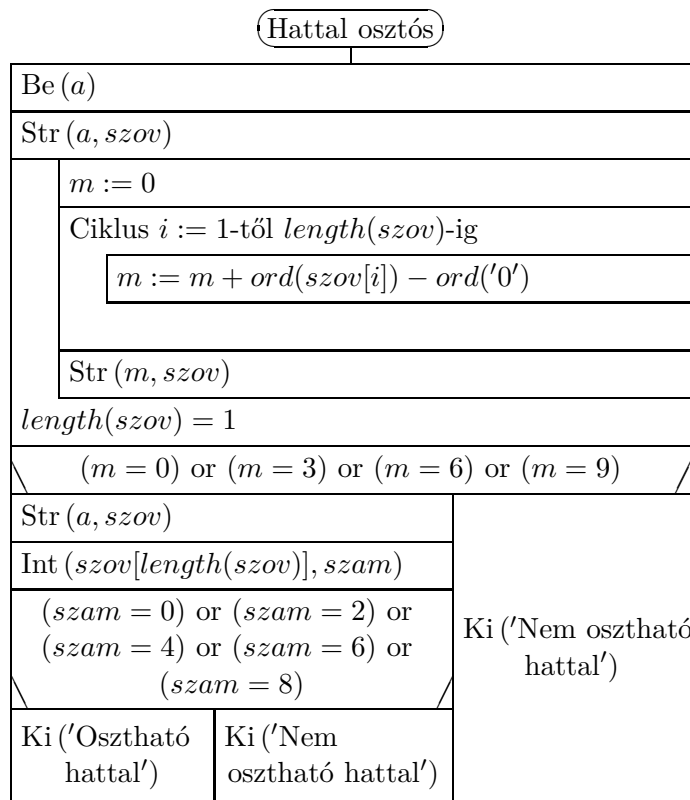 Hattal osztós
Be (a)
Str (a, szov)
m := 0
Ciklus i := 1-től length(szov)-ig
m := m + ord(szov[i]) − ord('0')
Str (m, szov)
length(szov) = 1
(m = 0) or (m = 3) or (m = 6) or (m = 9)
Str (a, szov)
Int (szov[length(szov)], szam)
(szam = 0) or (szam = 2) or
(szam = 4) or (szam = 6) or
(szam = 8)
Ki ('Osztható
hattal')
Ki ('Nem
osztható hattal')
Ki ('Nem osztható
hattal')